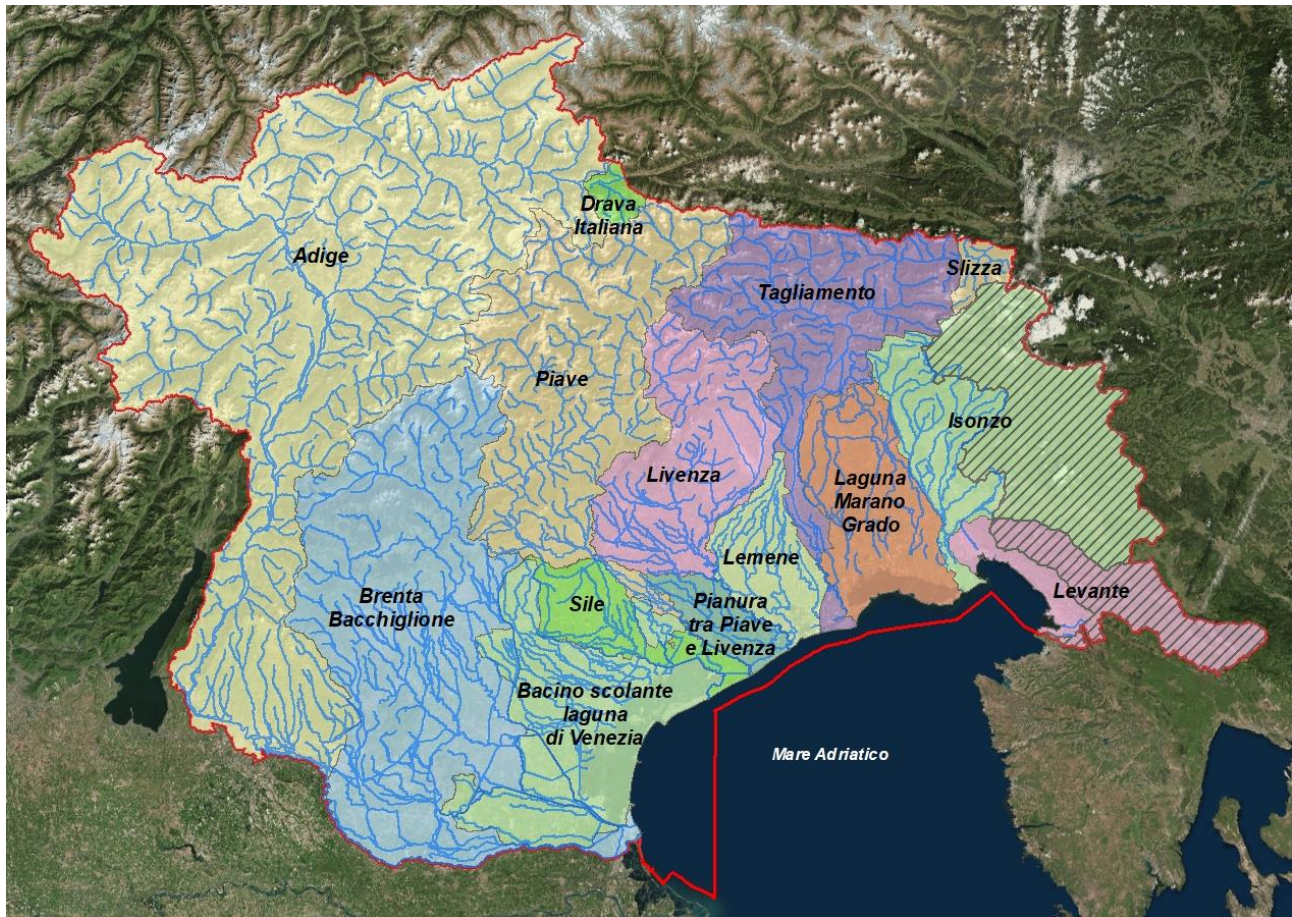 Drava
Italiana
Adige
Slizza
Tagliamento
Piave
Isonzo
Livenza
Laguna
Marano
Grado
Lemene
Levante
Brenta
Bacchiglione
Sile
Pianura
tra Piave
e Livenza
Bacino scolante
laguna
di Venezia
Mare Adriatico